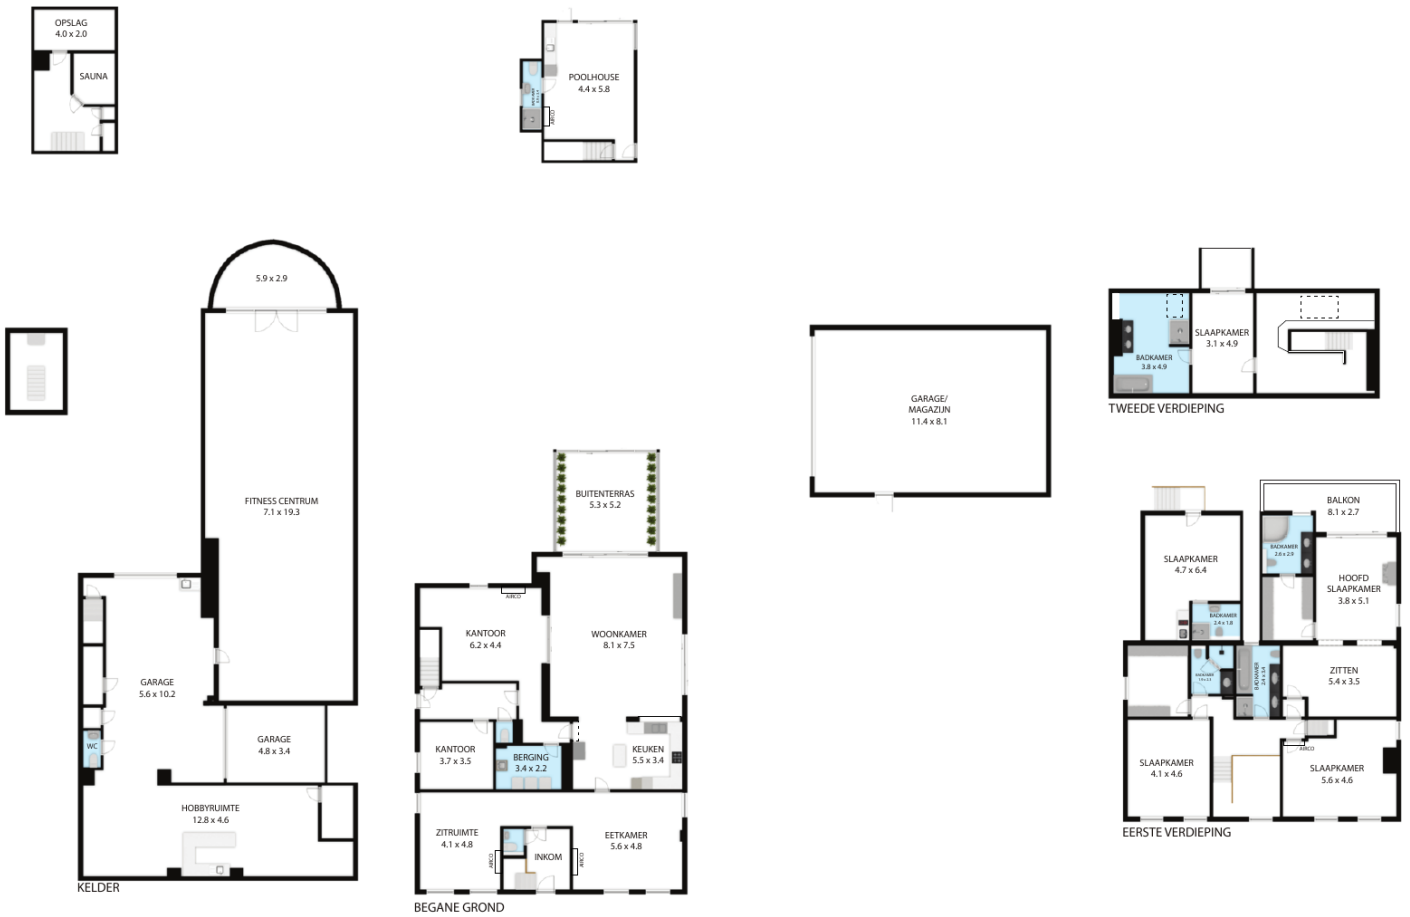 OPSLAG
4.0 x 2.0
SAUNA
POOLHOUSE
4.4 x 5.8
AIRCO
5.9 x 2.9
FITNESS CENTRUM
7.1 x 19.3
GARAGE
5.6 x 10.2
GARAGE
4.8 x 3.4
WC
HOBBYRUIMTE
12.8 x 4.6
KELDER
BUITENTERRAS
5.3 x 5.2
AIRCO
KANTOOR
6.2 x 4.4
WOONKAMER
8.1 x 7.5
KANTOOR
3.7 x 3.5
BERGING
3.4 x 2.2
KEUKEN
5.5 x 3.4
ZITRUIMTE
4.1 x 4.8
AIRCO
INKOM
AIRCO
EETKAMER
5.6 x 4.8
BEGANE GROND
GARAGE/
MAGAZIJN
11.4 x 8.1
SLAAPKAMER
3.1 x 4.9
BADKAMER
3.8 x 4.9
TWEEDE VERDIEPING
BALKON
8.1 x 2.7
SLAAPKAMER
4.7 x 6.4
BADKAMER
2.6 x 2.9
HOOFD
SLAAPKAMER
3.8 x 5.1
BADKAMER
2.4 x 1.8
BADKAMER
2.4 x 3.4
ZITTEN
5.4 x 3.5
AIRCO
SLAAPKAMER
4.1 x 4.6
SLAAPKAMER
5.6 x 4.6
EERSTE VERDIEPING